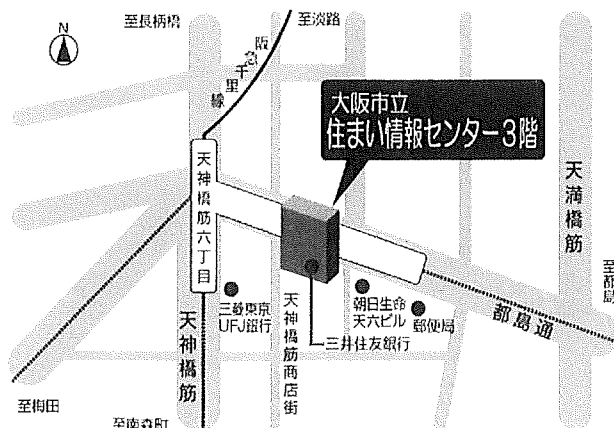 至長柄橋
至淡路
N
阪急千里線
大阪市立
住まい情報センター3階
天神橋筋六丁目
天満橋筋
至都島
三菱東京
UFJ銀行
天神橋筋商店街
朝日生命
天六ビル
郵便局
都島通
三井住友銀行
天神橋筋
至梅田
至南森町